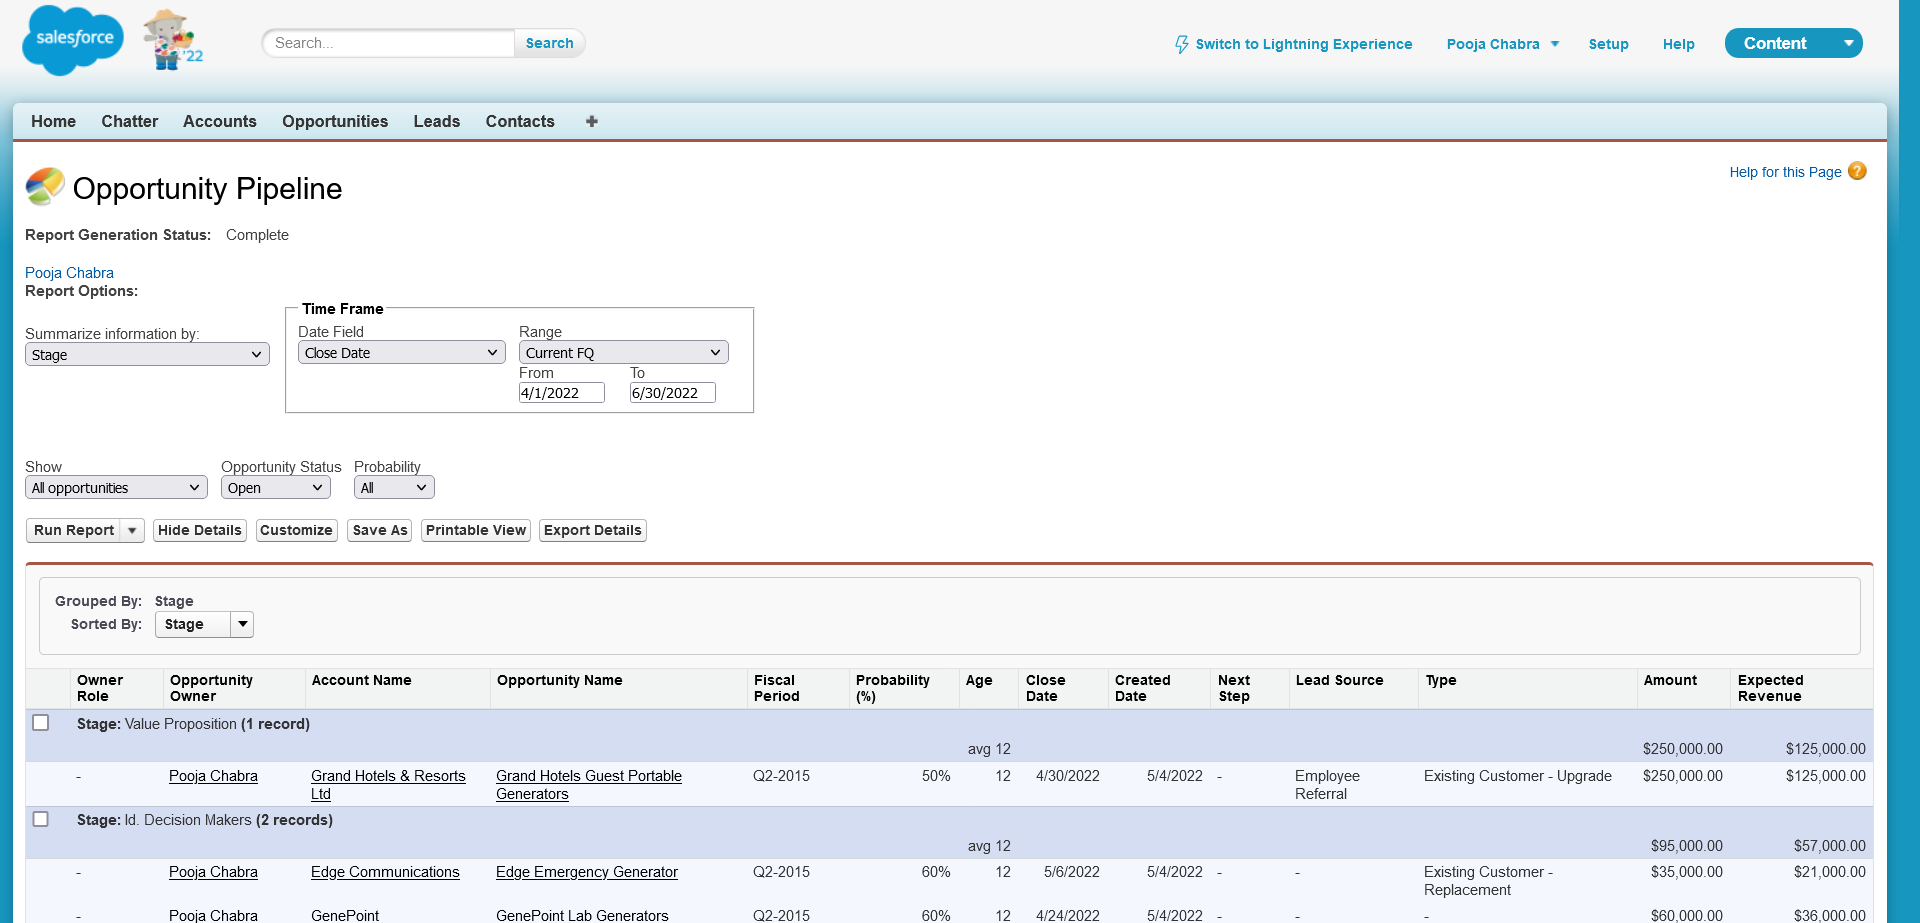 salesforce
'22
Search...
Search
Switch to Lightning Experience
Pooja Chabra
Setup
Help
Content
Home
Chatter
Accounts
Opportunities
Leads
Contacts
Opportunity Pipeline
Help for this Page
?
Report Generation Status: Complete
Pooja Chabra
Report Options:
Time Frame
Summarize information by:
Date Field
Range
Stage
Close Date
Current FQ
From
To
4/1/2022
6/30/2022
Show
Opportunity Status
Probability
All opportunities
Open
All
Run Report
Hide Details
Customize
Save As
Printable View
Export Details
Grouped By: Stage
Sorted By: Stage
Owner Role
Opportunity Owner
Account Name
Opportunity Name
Fiscal Period
Probability (%)
Age
Close Date
Created Date
Next Step
Lead Source
Type
Amount
Expected Revenue
Stage: Value Proposition (1 record)
avg 12 $250,000.00 $125,000.00
- Pooja Chabra Grand Hotels & Resorts Ltd Grand Hotels Guest Portable Generators Q2-2015 50% 12 4/30/2022 5/4/2022 - Employee Referral Existing Customer - Upgrade $250,000.00 $125,000.00
Stage: Id. Decision Makers (2 records)
avg 12 $95,000.00 $57,000.00
- Pooja Chabra Edge Communications Edge Emergency Generator Q2-2015 60% 12 5/6/2022 5/4/2022 - - Existing Customer - Replacement $35,000.00 $21,000.00
- Pooja Chabra GenePoint GenePoint Lab Generators Q2-2015 60% 12 4/24/2022 5/4/2022 - - - $60,000.00 $36,000.00